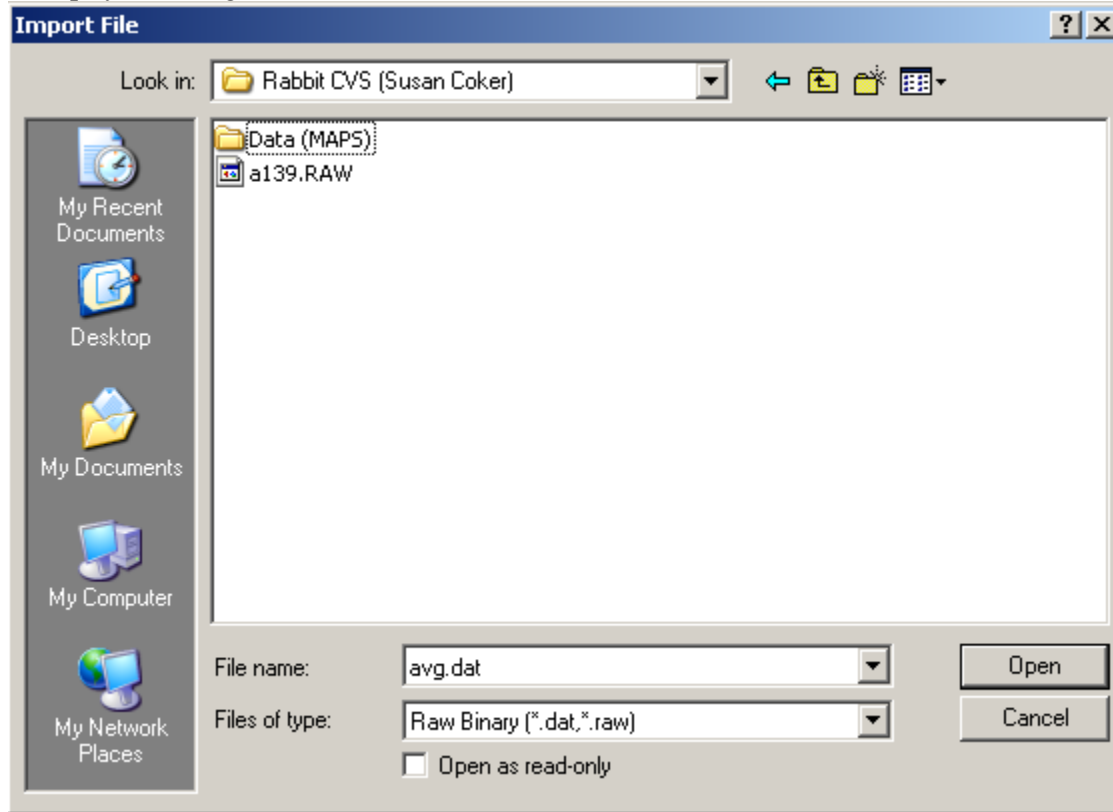 Import File
Look in:
Rabbit CVS (Susan Coker)
Data (MAPS)
a139.RAW
My Recent
Documents
Desktop
My Documents
My Computer
My Network
Places
File name:
avg.dat
Open
Files of type:
Raw Binary (*.dat,*.raw)
Cancel
Open as read-only